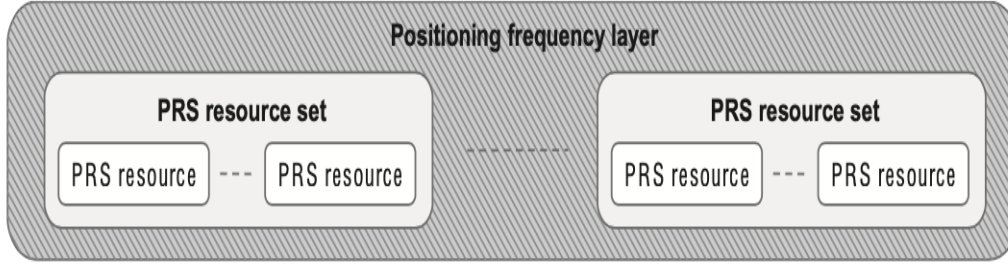 Positioning frequency layer
PRS resource set PRS resource set
PRS resource PRS resource PRS resource PRS resource